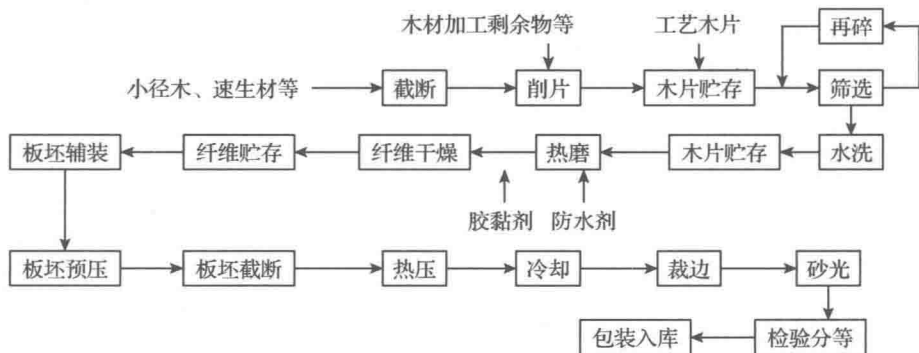 木材加工剩余物等 工艺木片 再碎
小径木、速生材等 截断 削片 木片贮存 筛选
板坯辅装 纤维贮存 纤维干燥 热磨 木片贮存 水洗
胶黏剂 防水剂
板坯预压 板坯截断 热压 冷却 裁边 砂光
包装入库 检验分等